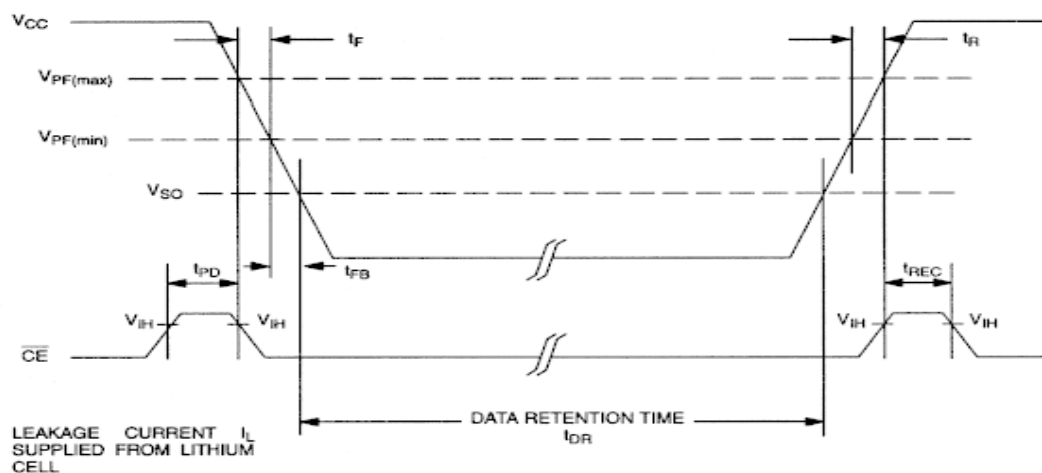 VCC
tF
tR
VPF(max)
VPF(min)
VSO
tPD
tFB
tREC
VIH
VIH
VIH
VIH
CE
DATA RETENTION TIME
tDR
LEAKAGE CURRENT IL
SUPPLIED FROM LITHIUM
CELL